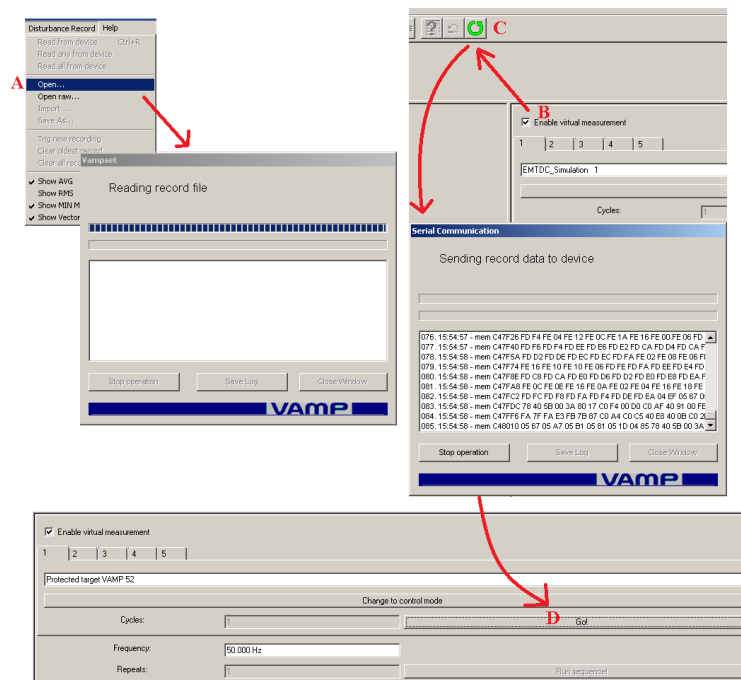 Disturbance Record Help
Read from device Ctrl+R
Read any from device
Read all from device
A
Open...
Open raw...
Import ...
Save As...
Trig new recording
Clear oldest record
Clear all reco
Show AVG
Show RMS
Show MIN M
Show Vector
Vampset
Reading record file
Stop operation Save Log Close Window
VAMP
C
B
Enable virtual measurement
1 2 3 4 5
EMTDC_Simulation 1
Cycles: 1
Serial Communication
Sending record data to device
076. 15:54:57 - mem C47F26 FD F4 FE 04 FE 12 FE 0C FE 1A FE 16 FE 00 FE 06 FD
077. 15:54:58 - mem C47F40 FD F6 FD F4 FD EE FD E6 FD E2 FD CA FD D4 FD CA F
078. 15:54:58 - mem C47F5A FD D2 FD DE FD EC FD EC FD FA FE 02 FE 08 FE 06 F
079. 15:54:58 - mem C47F74 FE 16 FE 10 FE 10 FE 06 FD FE FD FA FD EE FD E4 FD
080. 15:54:58 - mem C47F8E FD C8 FD CA FD E0 FD D6 FD D2 FD E0 FD E8 FD EA F
081. 15:54:58 - mem C47FA8 FE 0C FE 0E FE 16 FE 0A FE 02 FE 04 FE 16 FE 18 FE
082. 15:54:58 - mem C47FC2 FD FC FD F8 FD FA FD F4 FD DE FD EA 04 EF 05 67 0
083. 15:54:58 - mem C47FDC 78 40 5B 00 3A 80 17 C0 F4 00 D0 C0 AF 40 91 00 FE
084. 15:54:58 - mem C47FF6 FA 7F FA E3 FB 7B 87 C0 A4 C0 C5 40 E8 40 0B C0 2
085. 15:54:58 - mem C48010 05 67 05 A7 05 B1 05 81 05 1D 04 85 78 40 5B 00 3A
Stop operation Save Log Close Window
VAMP
Enable virtual measurement
1 2 3 4 5
Protected target VAMP 52
Change to control mode
Cycles: 1 D Go!
Frequency: 50.000 Hz
Repeats: 1 Run sequence!